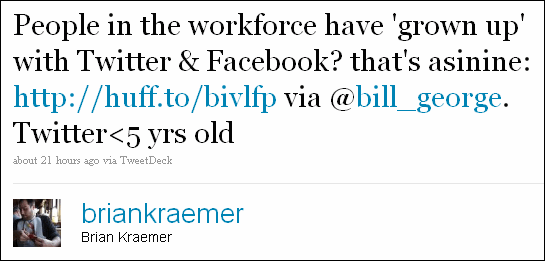 People in the workforce have 'grown up'
with Twitter & Facebook? that's asinine:
http://huff.to/bivlfp via @bill_george.
Twitter<5 yrs old
about 21 hours ago via TweetDeck
briankraemer
Brian Kraemer